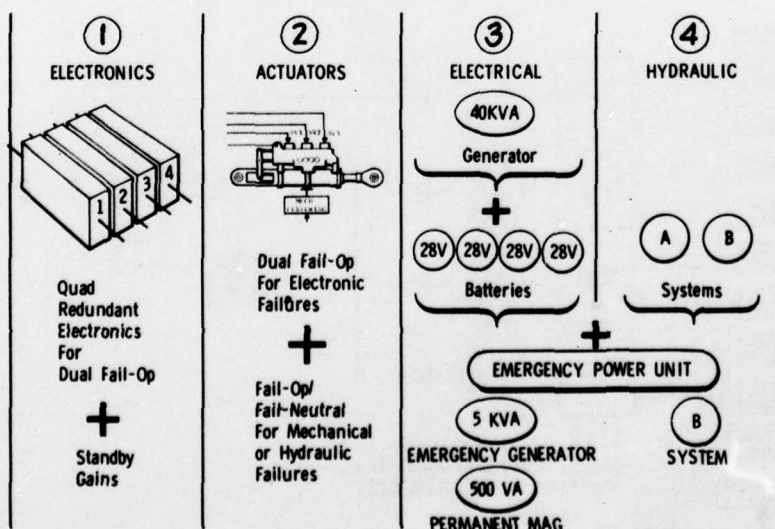 1
ELECTRONICS
1 2 3 4
Quad
Redundant
Electronics
For
Dual Fail-Op
+
Standby
Gains
2
ACTUATORS
Dual Fail-Op
For Electronic
Failures
+
Fail-Op/
Fail-Neutral
For Mechanical
or Hydraulic
Failures
3
ELECTRICAL
40KVA
Generator
+
28V 28V 28V 28V
Batteries
4
HYDRAULIC
A B
Systems
+
EMERGENCY POWER UNIT
5 KVA
EMERGENCY GENERATOR
500 VA
PERMANENT MAG
B
SYSTEM